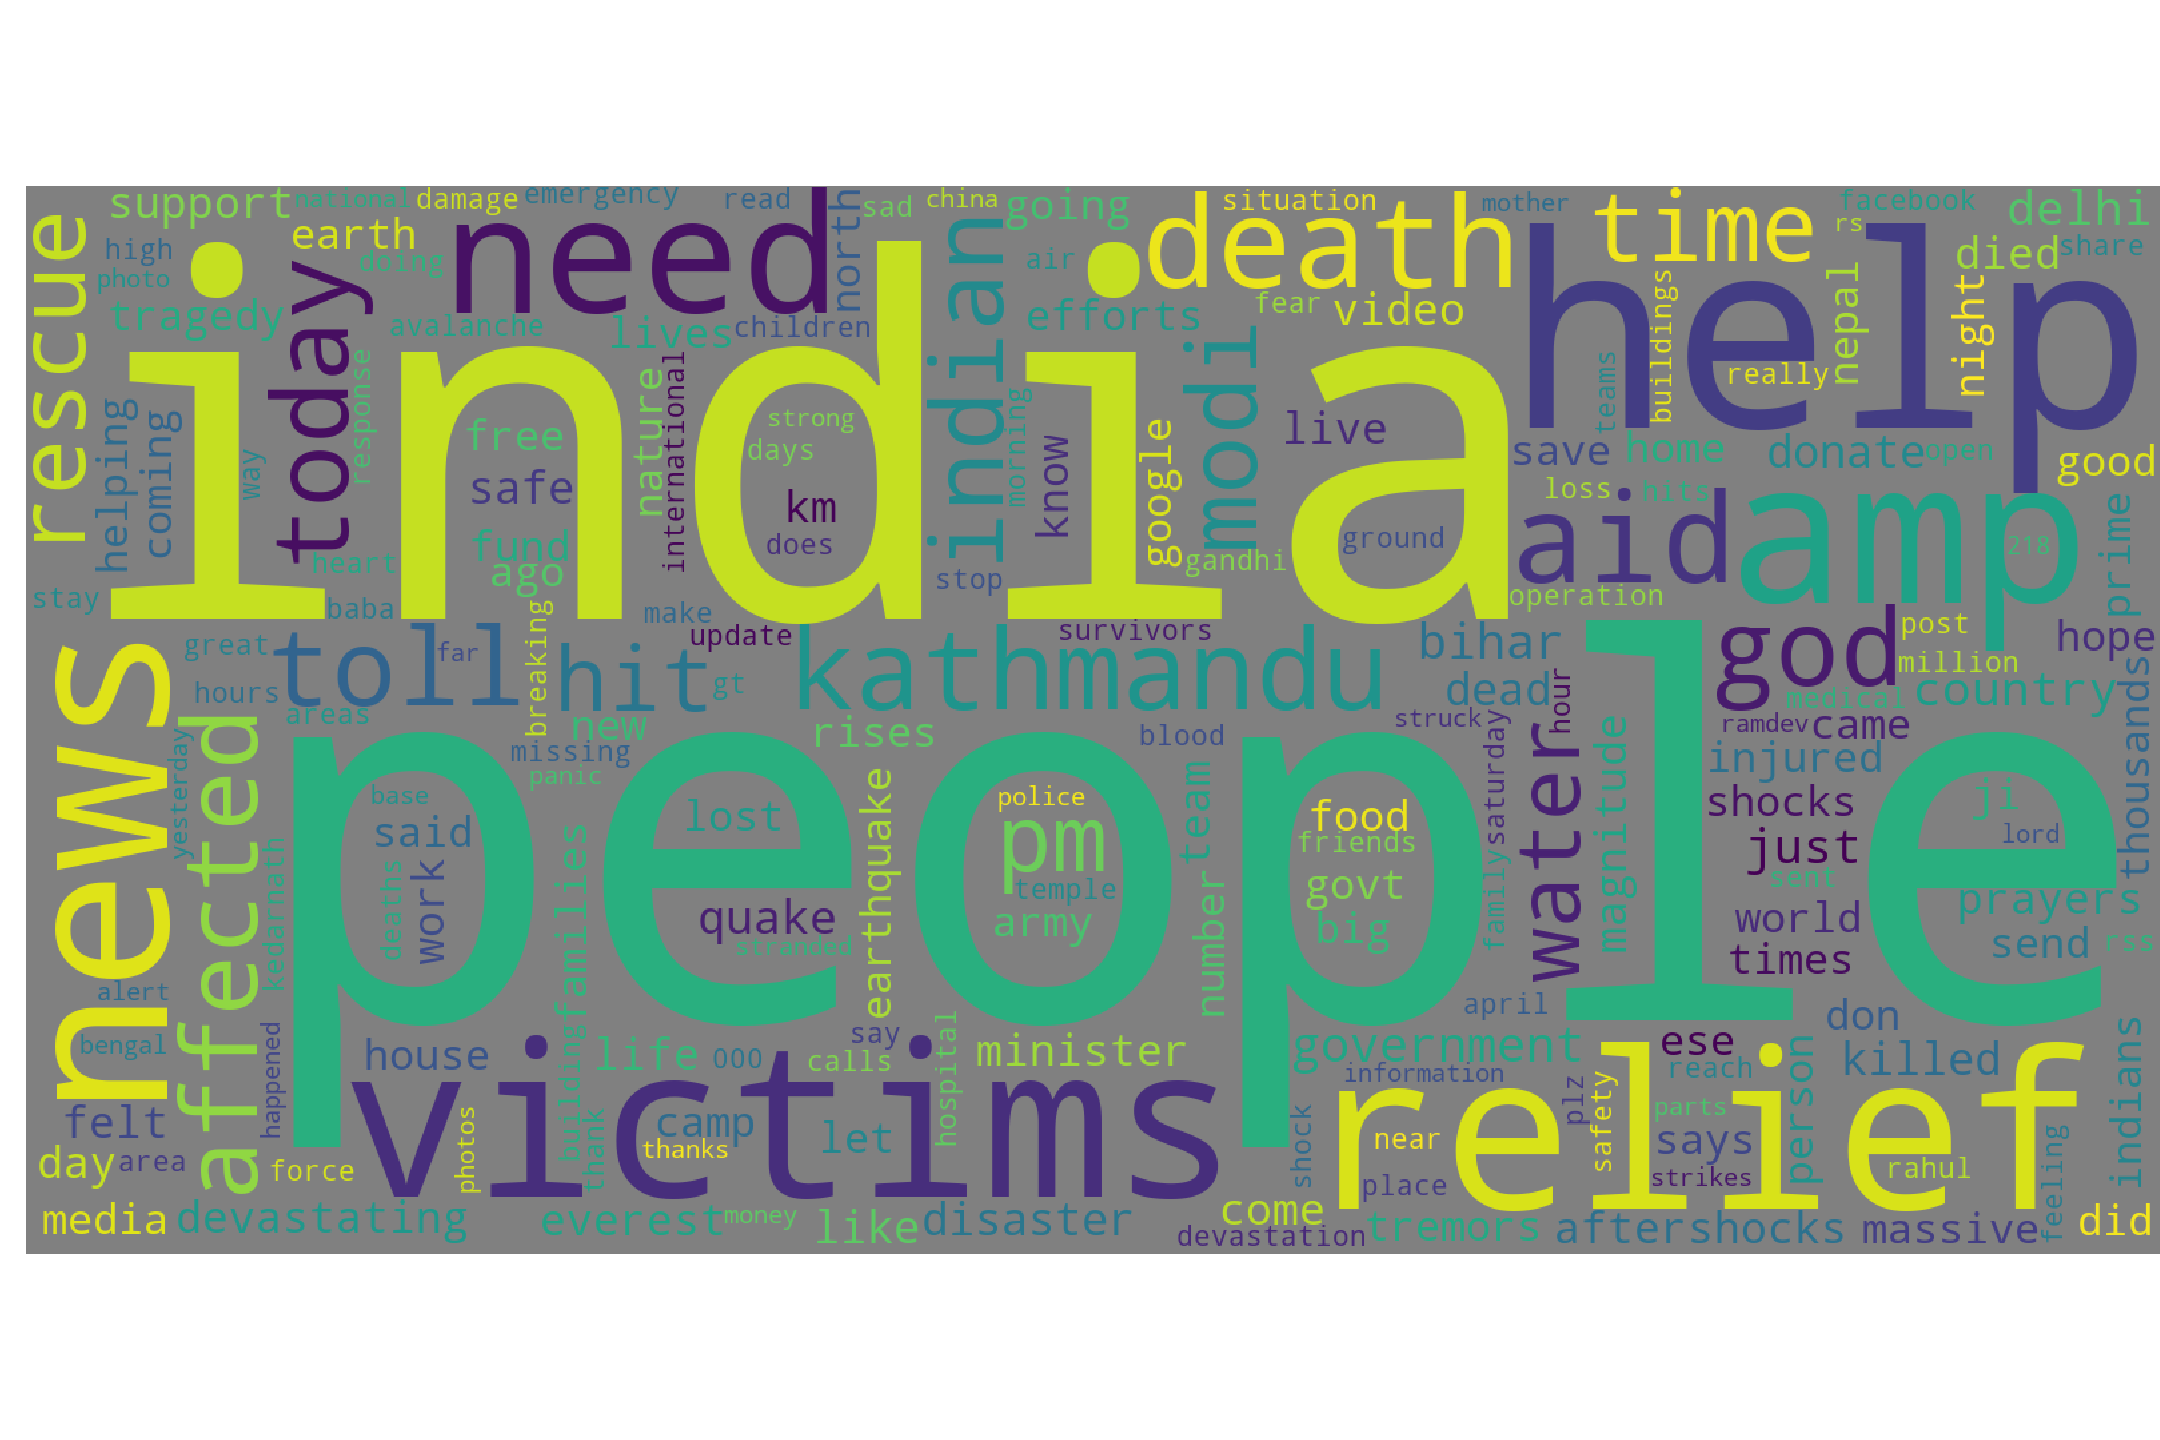 support
national
damage
emergency
read
north
sad
china
going
death
situation
mother
time
facebook
rs
delhi
rescue
high
photo
earth
doing
today
need
indian
air
efforts
fear
video
help
buildings
nepal
night
died
share
tragedy
avalanche
lives
children
india
modi
teams
really
helping
coming
way
response
free
safe
nature
international
strong
days
km
does
morning
know
google
live
save
home
donate
open
good
loss
hits
aid
amp
218
prime
fund
ago
heart
stay
baba
breaking
make
stop
gandhi
ground
operation
great
hours
areas
toll
far
hit
gt
update
survivors
kathmandu
bihar
dead
god
post
million
hope
medical
country
thousands
news
affected
yesterday
new
missing
panic
rises
blood
struck
saturday
hour
water
ramdev
came
injured
shocks
just
magnitude
people
base
said
deaths
work
kedarnath
families
lost
quake
stranded
earthquake
police
pm
temple
army
team
number
food
friends
govt
big
family
ji
lord
sent
world
times
prayers
send
rss
alert
bengal
happened
house
building
life
000
say
calls
hospital
minister
april
government
information
ese
reach
don
killed
indians
felt
day
area
force
photos
victims
thank
camp
thanks
let
shock
near
place
relief
plz
safety
parts
says
strikes
person
rahul
feeling
media
devastating
everest
money
like
disaster
come
devastation
tremors
aftershocks
massive
did